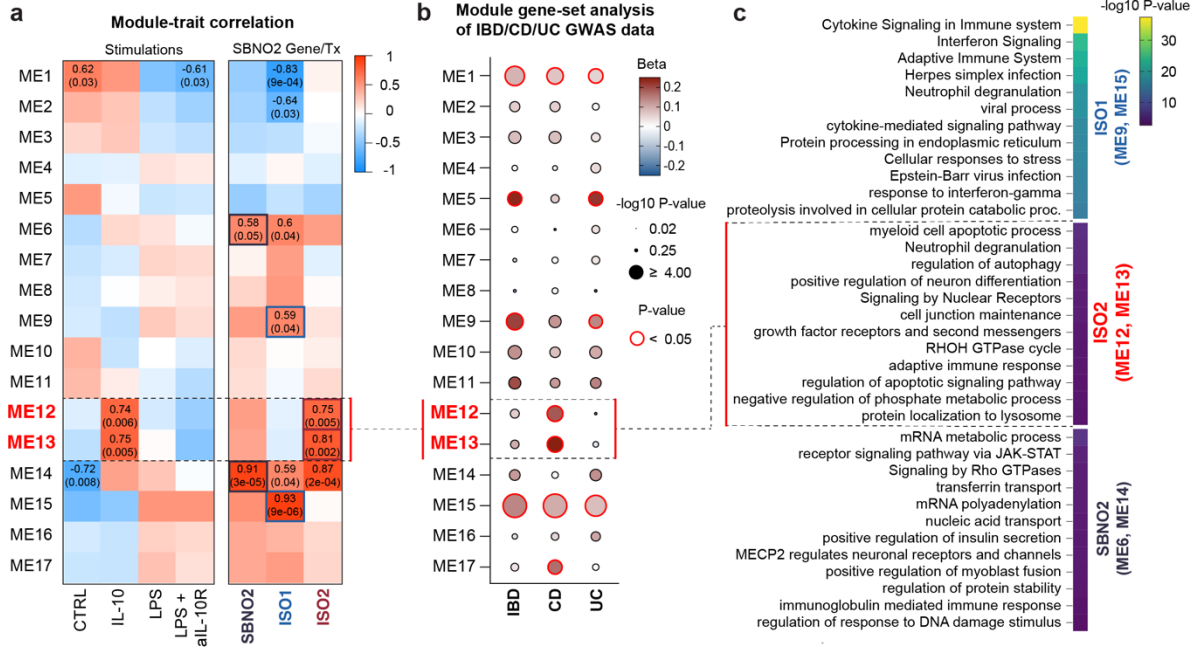 a
Module-trait correlation
Stimulations
SBNO2 Gene/Tx
ME1
0.62
(0.03)
-0.61
(0.03)
-0.83
(9e-04)
ME2
-0.64
(0.03)
ME3
ME4
ME5
ME6
0.58
(0.05)
0.6
(0.04)
ME7
ME8
ME9
0.59
(0.04)
ME10
ME11
ME12
0.74
(0.006)
0.75
(0.005)
ME13
0.75
(0.005)
0.81
(0.002)
ME14
-0.72
(0.008)
0.91
(3e-05)
0.59
(0.04)
0.87
(2e-04)
ME15
0.93
(9e-06)
ME16
ME17
CTRL
IL-10
LPS
LPS +
aIL-10R
SBNO2
ISO1
ISO2
1
0.5
0
-0.5
-1
b
Module gene-set analysis
of IBD/CD/UC GWAS data
ME1
ME2
ME3
ME4
ME5
ME6
ME7
ME8
ME9
ME10
ME11
ME12
ME13
ME14
ME15
ME16
ME17
IBD
CD
UC
Beta
0.2
0.1
0
-0.1
-0.2
-log10 P-value
0.02
0.25
≥ 4.00
P-value
< 0.05
c
-log10 P-value
30
20
10
Cytokine Signaling in Immune system
Interferon Signaling
Adaptive Immune System
Herpes simplex infection
Neutrophil degranulation
viral process
cytokine-mediated signaling pathway
Protein processing in endoplasmic reticulum
Cellular responses to stress
Epstein-Barr virus infection
response to interferon-gamma
proteolysis involved in cellular protein catabolic proc.
ISO1
(ME9, ME15)
myeloid cell apoptotic process
Neutrophil degranulation
regulation of autophagy
positive regulation of neuron differentiation
Signaling by Nuclear Receptors
cell junction maintenance
growth factor receptors and second messengers
RHOH GTPase cycle
adaptive immune response
regulation of apoptotic signaling pathway
negative regulation of phosphate metabolic process
protein localization to lysosome
ISO2
(ME12, ME13)
mRNA metabolic process
receptor signaling pathway via JAK-STAT
Signaling by Rho GTPases
transferrin transport
mRNA polyadenylation
nucleic acid transport
positive regulation of insulin secretion
MECP2 regulates neuronal receptors and channels
positive regulation of myoblast fusion
regulation of protein stability
immunoglobulin mediated immune response
regulation of response to DNA damage stimulus
SBNO2
(ME6, ME14)